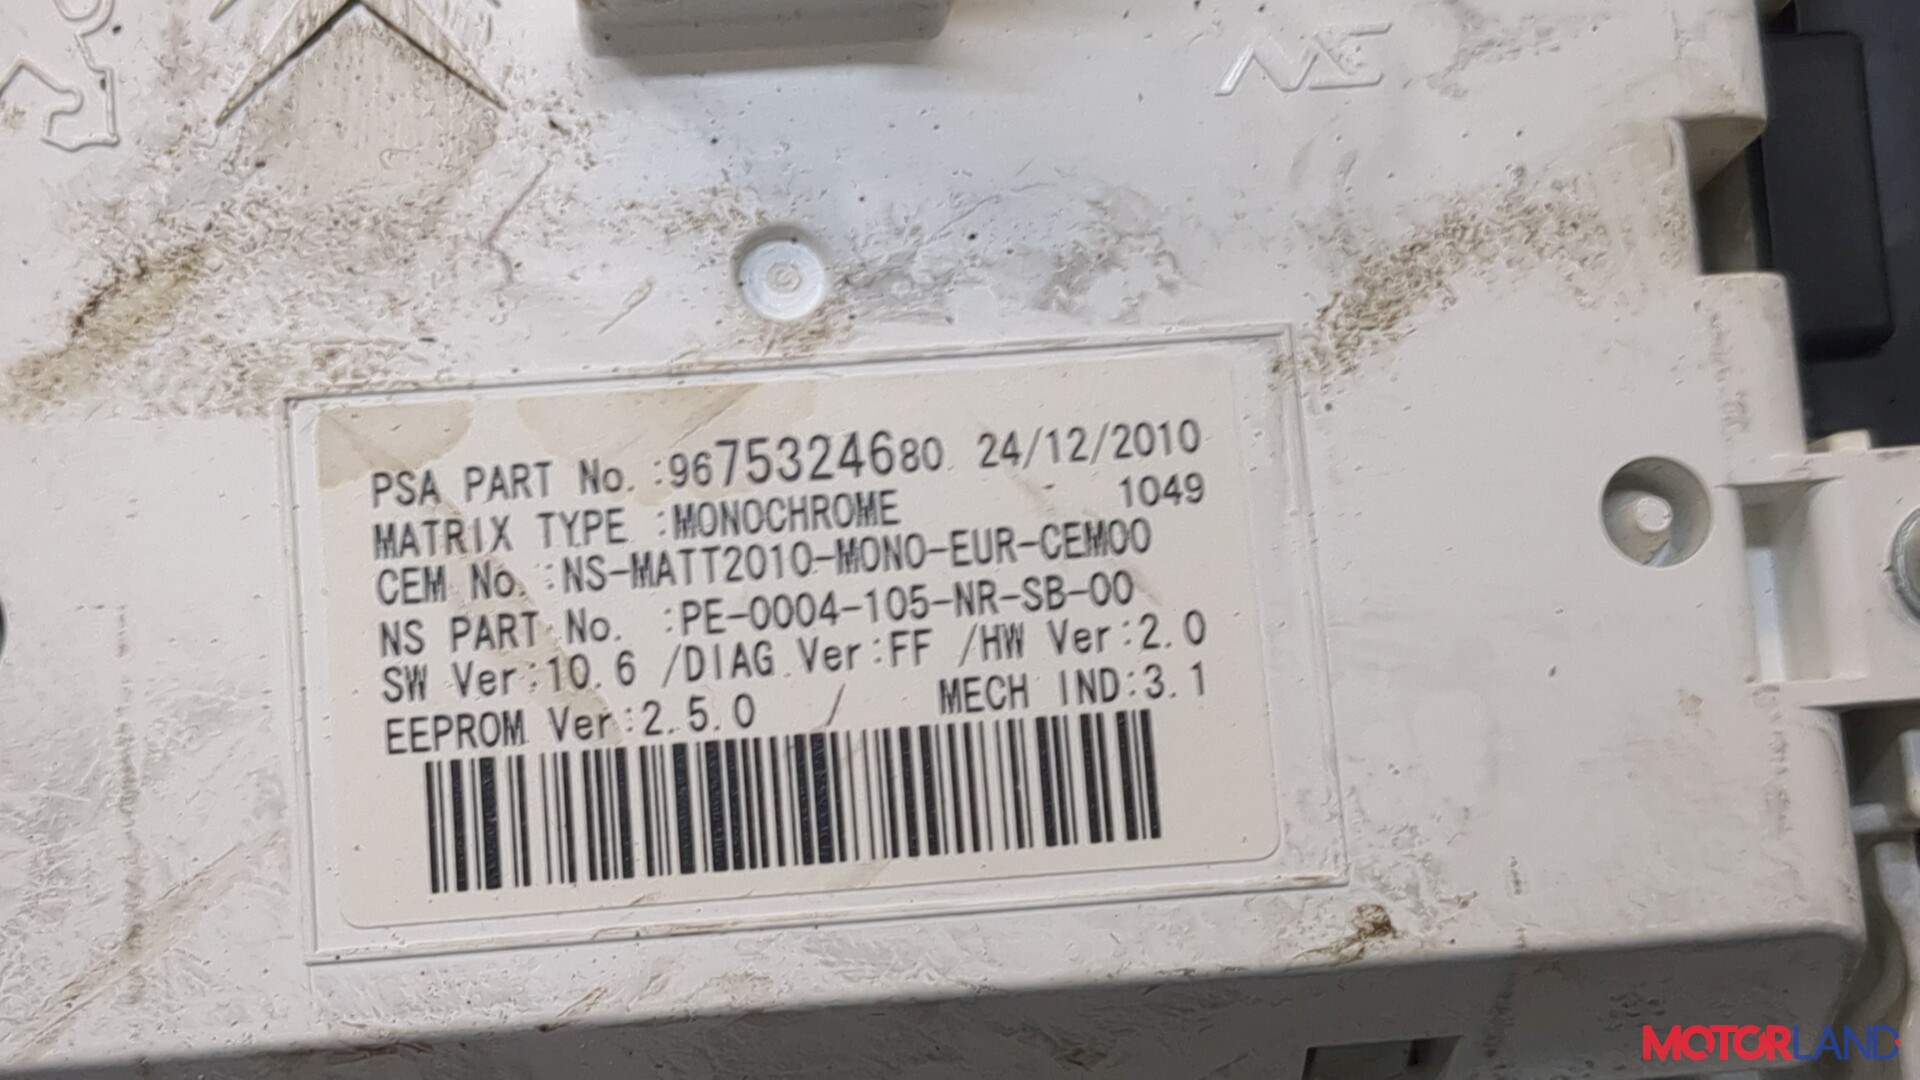 NS
PSA PART No. :9675324680 24/12/2010
MATRIX TYPE :MONOCHROME 1049
CEM No. :NS-MATT2010-MONO-EUR-CEM00
NS PART No. :PE-0004-105-NR-SB-00
SW Ver:10.6 /DIAG Ver:FF /HW Ver:2.0
EEPROM Ver:2.5.0 / MECH IND:3.1
MOTORLAND